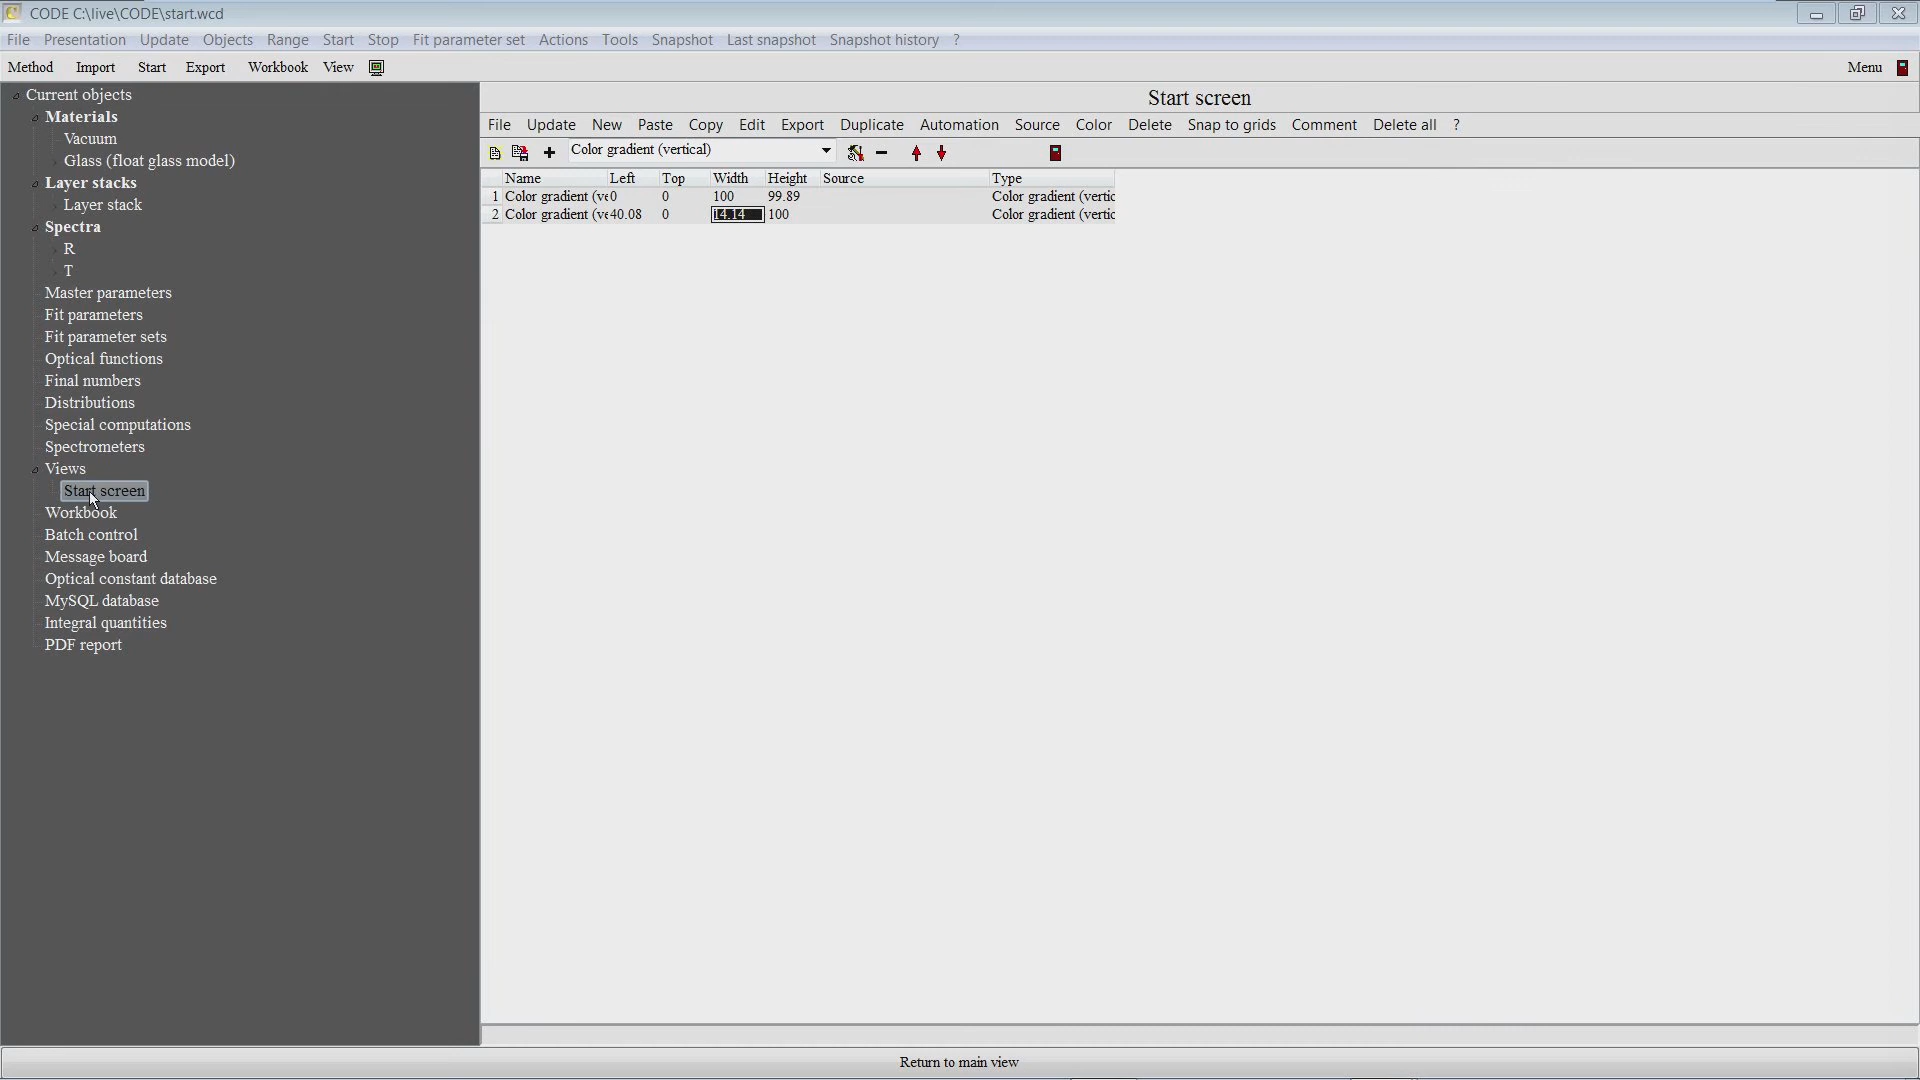 CODE C:\live\CODE\start.wcd
File Presentation Update Objects Range Start Stop Fit parameter set Actions Tools Snapshot Last snapshot Snapshot history ?
Method Import Start Export Workbook View Menu
Current objects
Materials
Vacuum
Glass (float glass model)
Layer stacks
Layer stack
Spectra
R
T
Master parameters
Fit parameters
Fit parameter sets
Optical functions
Final numbers
Distributions
Special computations
Spectrometers
Views
Start screen
Workbook
Batch control
Message board
Optical constant database
MySQL database
Integral quantities
PDF report
Start screen
File Update New Paste Copy Edit Export Duplicate Automation Source Color Delete Snap to grids Comment Delete all ?
Color gradient (vertical)
Name Left Top Width Height Source Type
1 Color gradient (ve 0 0 100 99.89 Color gradient (vertic
2 Color gradient (ve 40.08 0 14.14 100 Color gradient (vertic
Return to main view